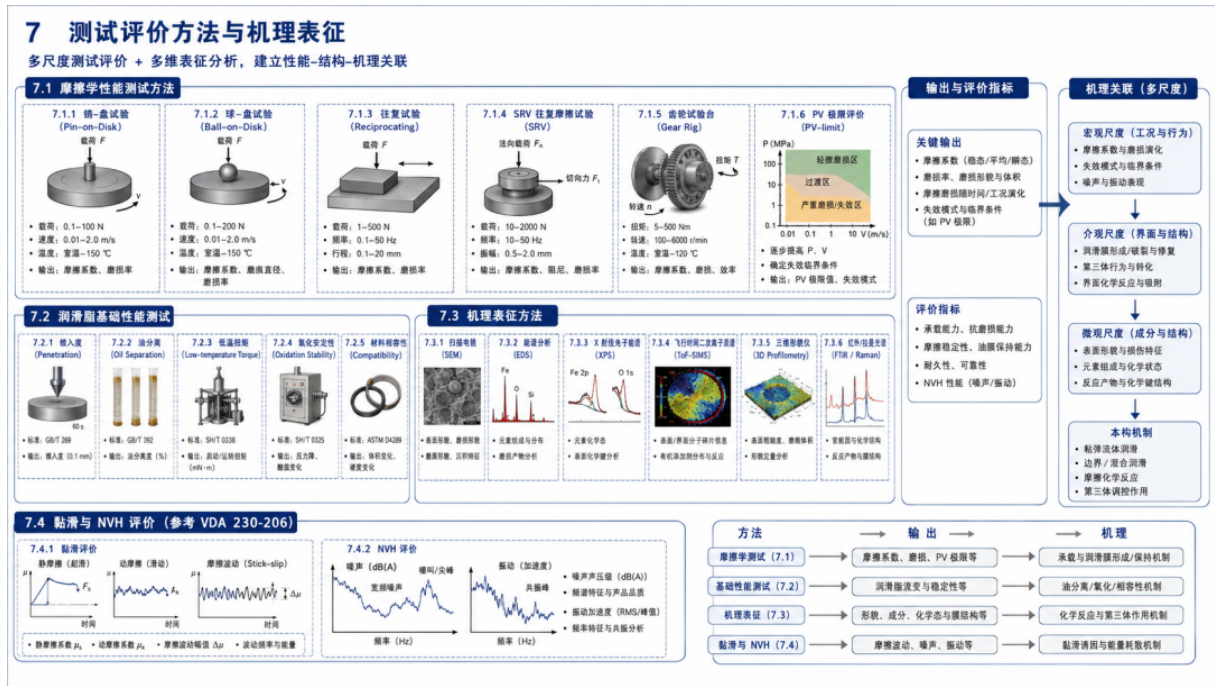 7 测试评价方法与机理表征
多尺度测试评价 + 多维表征分析，建立性能-结构-机理关联
7.1 摩擦学性能测试方法
7.1.1 销-盘试验
(Pin-on-Disk)
载荷 F
v
• 载荷：0.1-100 N
• 速度：0.01-2.0 m/s
• 温度：室温-150 ℃
• 输出：摩擦系数、磨损率
7.1.2 球-盘试验
(Ball-on-Disk)
载荷 F
v
• 载荷：0.1-200 N
• 速度：0.01-2.0 m/s
• 温度：室温-150 ℃
• 输出：摩擦系数、磨痕直径、
磨损率
7.1.3 往复试验
(Reciprocating)
载荷 F
• 载荷：1-500 N
• 频率：0.1-50 Hz
• 行程：0.1-20 mm
• 输出：摩擦系数、磨损率
7.1.4 SRV 往复摩擦试验
(SRV)
法向载荷 Fn
切向力 Ft
• 载荷：10-2000 N
• 频率：10-50 Hz
• 振幅：0.5-2.0 mm
• 输出：摩擦系数、阻尼、磨损率
7.1.5 齿轮试验台
(Gear Rig)
扭矩 T
转速 n
• 扭矩：5-500 Nm
• 转速：100-6000 r/min
• 温度：室温-120 ℃
• 输出：摩擦系数、磨损、效率
7.1.6 PV 极限评价
(PV-limit)
P (MPa)
100
10
1
0.1
轻微磨损区
过渡区
严重磨损/失效区
0.01 0.1 1 10 V (m/s)
• 逐步提高 P、V
• 确定失效临界条件
• 输出：PV 极限值、失效模式
输出与评价指标
关键输出
• 摩擦系数（稳态/平均/瞬态）
• 磨损率、磨损形貌与体积
• 摩擦磨损随时间/工况演化
• 失效模式与临界条件
（如 PV 极限）
评价指标
• 承载能力、抗磨损能力
• 摩擦稳定性、油膜保持能力
• 耐久性、可靠性
• NVH 性能（噪声/振动）
机理关联（多尺度）
宏观尺度（工况与行为）
• 摩擦系数与磨损演化
• 失效模式与临界条件
• 噪声与振动表现
介观尺度（界面与结构）
• 润滑膜形成/破裂与修复
• 第三体行为与转化
• 界面化学反应与吸附
微观尺度（成分与结构）
• 表面形貌与损伤特征
• 元素组成与化学状态
• 反应产物与化学键结构
本构机制
• 粘弹流体润滑
• 边界 / 混合润滑
• 摩擦化学反应
• 第三体调控作用
7.2 润滑脂基础性能测试
7.2.1 锥入度
(Penetration)
60 s
• 标准：GB/T 269
• 输出：锥入度 (0.1 mm)
7.2.2 油分离
(Oil Separation)
• 标准：GB/T 392
• 输出：油分离度 (%)
7.2.3 低温扭矩
(Low-temperature Torque)
• 标准：SH/T 0338
• 输出：启动/运转扭矩
(mN·m)
7.2.4 氧化安定性
(Oxidation Stability)
• 标准：SH/T 0325
• 输出：压力降、
酸值变化
7.2.5 材料相容性
(Compatibility)
• 标准：ASTM D4289
• 输出：体积变化、
硬度变化
7.3 机理表征方法
7.3.1 扫描电镜
(SEM)
• 表面形貌、磨损形貌
• 磨屑形貌、沉积特征
7.3.2 能谱分析
(EDS)
Fe
O
Si
• 元素组成与分布
• 磨损产物分析
7.3.3 X 射线光电子能谱
(XPS)
Fe 2p
O 1s
• 元素化学态
• 表面化学键分析
7.3.4 飞行时间二次离子质谱
(ToF-SIMS)
• 表面/界面分子碎片信息
• 有机添加剂分布与反应
7.3.5 三维形貌仪
(3D Profilometry)
• 表面粗糙度、磨痕体积
• 形貌定量分析
7.3.6 红外/拉曼光谱
(FTIR / Raman)
• 官能团与化学结构
• 反应产物与膜结构
7.4 黏滑与 NVH 评价（参考 VDA 230-206）
7.4.1 黏滑评价
静摩擦（起滑）
μ
Fs
时间
动摩擦（滑动）
μ
fk
时间
摩擦波动（Stick-slip）
μ
Δμ
时间
• 静摩擦系数 μs • 动摩擦系数 μk • 摩擦波动幅值 Δμ • 波动频率与能量
7.4.2 NVH 评价
噪声（dB(A)
宽频噪声
啸叫/尖峰
频率（Hz）
振动（加速度）
共振峰
频率（Hz）
• 噪声声压级（dB(A)）
• 频谱特征与声品质
• 振动加速度（RMS/峰值）
• 频率特征与共振分析
方法 输出 机理
摩擦学测试（7.1） 摩擦系数、磨损、PV 极限等 承载与润滑膜形成/保持机制
基础性能测试（7.2） 润滑脂流变与稳定性等 油分离/氧化/相容性机制
机理表征（7.3） 形貌、成分、化学态与膜结构等 化学反应与第三体作用机制
黏滑与 NVH（7.4） 摩擦波动、噪声、振动等 黏滑诱因与能量耗散机制